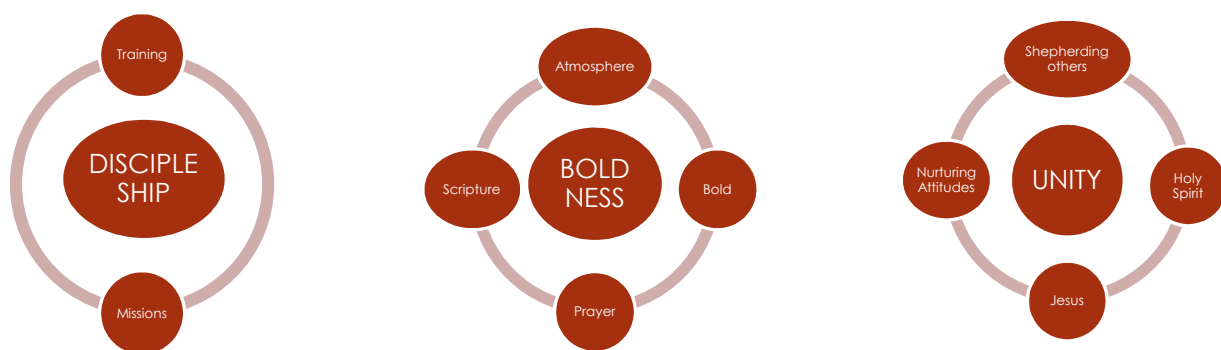 Training
DISCIPLE
SHIP
Missions
Atmosphere
Scripture
BOLD
NESS
Bold
Prayer
Shepherding
others
Nurturing
Attitudes
UNITY
Holy
Spirit
Jesus